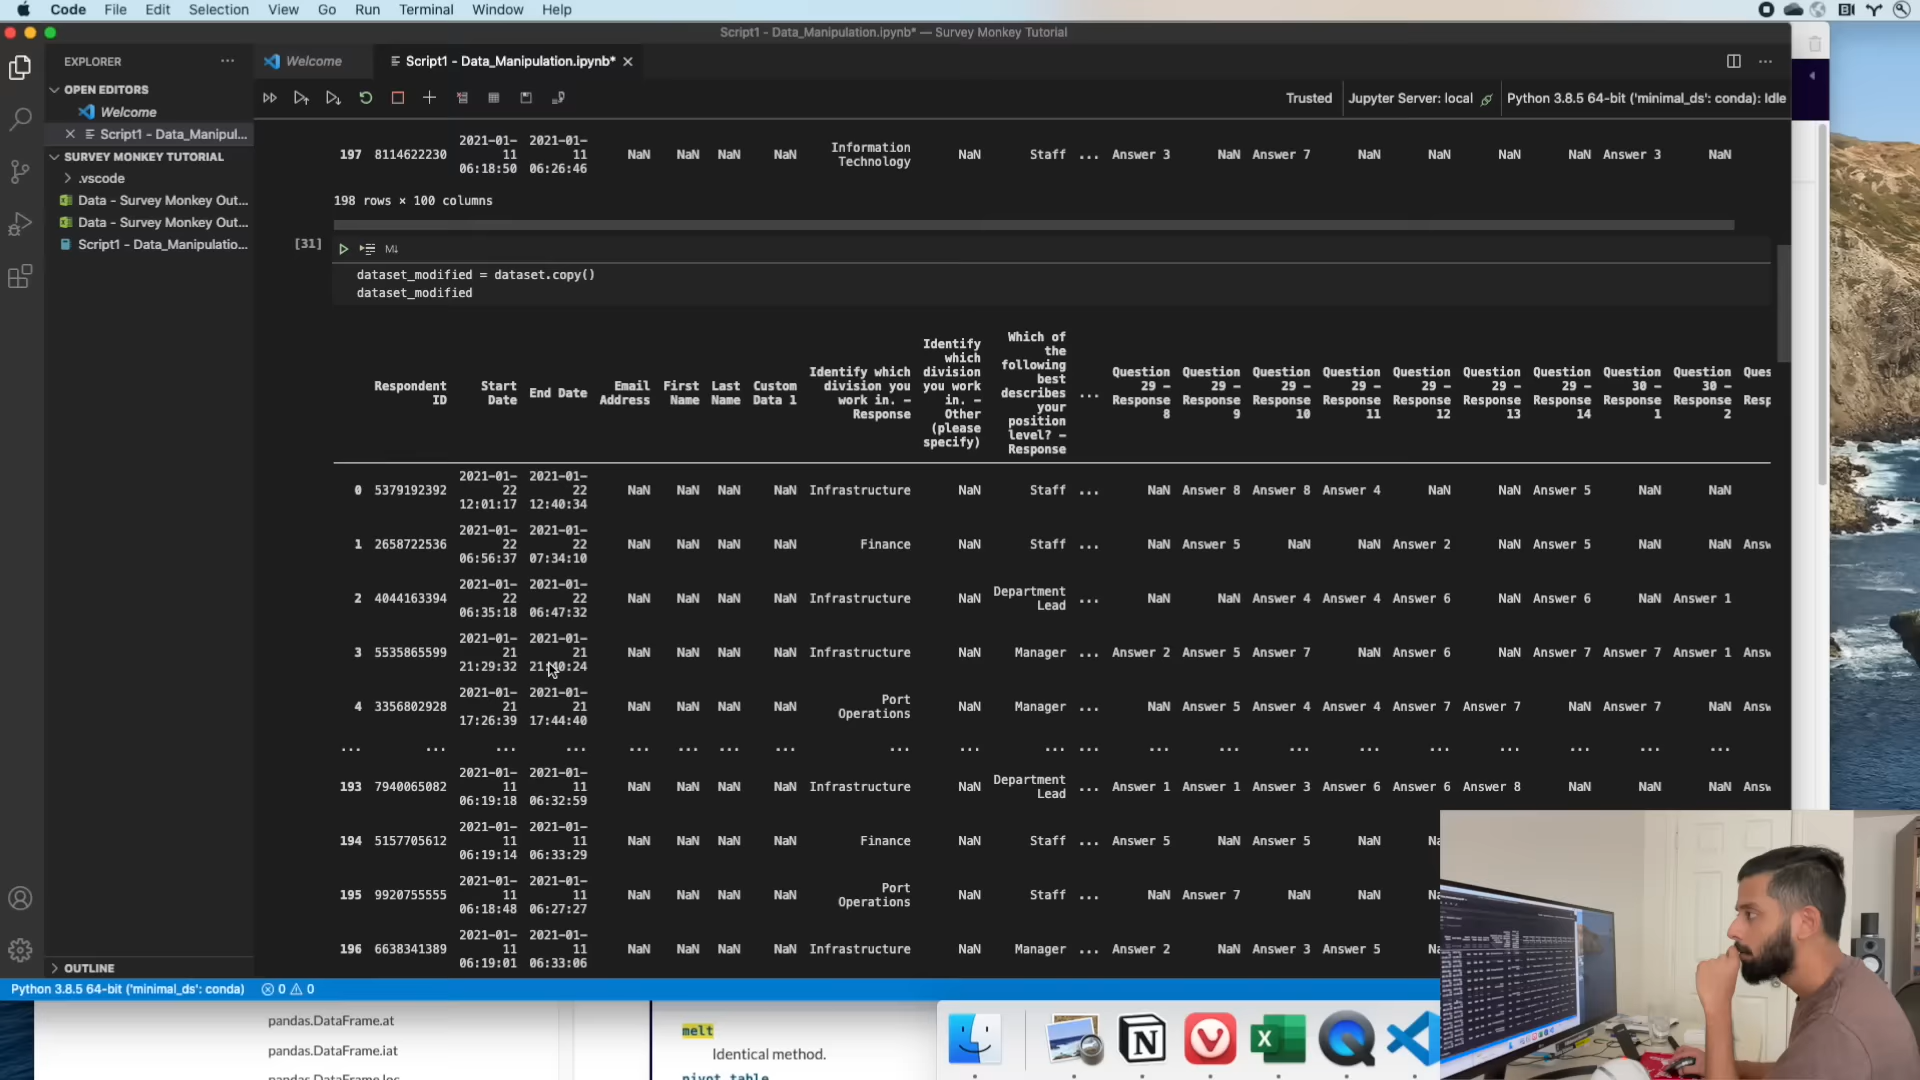 Code File Edit Selection View Go Run Terminal Window Help
Script1 - Data_Manipulation.ipynb* — Survey Monkey Tutorial
EXPLORER
Welcome
Script1 - Data_Manipulation.ipynb*
OPEN EDITORS
Welcome
Script1 - Data_Manipul...
SURVEY MONKEY TUTORIAL
.vscode
Data - Survey Monkey Out...
Data - Survey Monkey Out...
Script1 - Data_Manipulatio...
OUTLINE
Trusted Jupyter Server: local Python 3.8.5 64-bit ('minimal_ds': conda): Idle
2021-01- 2021-01-
197 8114622230 11 11 NaN NaN NaN NaN Information Technology NaN Staff ... Answer 3 NaN Answer 7 NaN NaN NaN NaN Answer 3 NaN
06:18:50 06:26:46
198 rows × 100 columns
[31]
M↓
dataset_modified = dataset.copy()
dataset_modified
Respondent ID Start Date End Date Email Address First Name Last Name Custom Data 1 Identify which division you work in. - Response Identify which division you work in. - Other (please specify) Which of the following best describes your position level? - Response ... Question 29 - Response 8 Question 29 - Response 9 Question 29 - Response 10 Question 29 - Response 11 Question 29 - Response 12 Question 29 - Response 13 Question 29 - Response 14 Question 30 - Response 1 Question 30 - Response 2 Ques Resp
2021-01- 2021-01-
0 5379192392 22 22 NaN NaN NaN NaN Infrastructure NaN Staff ... NaN Answer 8 Answer 8 Answer 4 NaN NaN Answer 5 NaN NaN
12:01:17 12:40:34
2021-01- 2021-01-
1 2658722536 22 22 NaN NaN NaN NaN Finance NaN Staff ... NaN Answer 5 NaN NaN Answer 2 NaN Answer 5 NaN NaN Answ
06:56:37 07:34:10
2021-01- 2021-01-
2 4044163394 22 22 NaN NaN NaN NaN Infrastructure NaN Department Lead ... NaN NaN Answer 4 Answer 4 Answer 6 NaN Answer 6 NaN Answer 1
06:35:18 06:47:32
2021-01- 2021-01-
3 5535865599 21 21 NaN NaN NaN NaN Infrastructure NaN Manager ... Answer 2 Answer 5 Answer 7 NaN Answer 6 NaN Answer 7 Answer 7 Answer 1 Answ
21:29:32 21:40:24
2021-01- 2021-01-
4 3356802928 21 21 NaN NaN NaN NaN Port Operations NaN Manager ... NaN Answer 5 Answer 4 Answer 4 Answer 7 Answer 7 NaN Answer 7 NaN Answ
17:26:39 17:44:40
... ... ... ... ... ... ... ... ... ... ... ... ... ... ... ... ... ... ... ... ...
2021-01- 2021-01-
193 7940065082 11 11 NaN NaN NaN NaN Infrastructure NaN Department Lead ... Answer 1 Answer 1 Answer 3 Answer 6 Answer 6 Answer 8 NaN NaN NaN
06:19:18 06:32:59
2021-01- 2021-01-
194 5157705612 11 11 NaN NaN NaN NaN Finance NaN Staff ... Answer 5 NaN Answer 5 NaN Na
06:19:14 06:33:29
2021-01- 2021-01-
195 9920755555 11 11 NaN NaN NaN NaN Port Operations NaN Staff ... NaN Answer 7 NaN NaN Na
06:18:48 06:27:27
2021-01- 2021-01-
196 6638341389 11 11 NaN NaN NaN NaN Infrastructure NaN Manager ... Answer 2 NaN Answer 3 Answer 5 Na
06:19:01 06:33:06
Python 3.8.5 64-bit ('minimal_ds': conda) 0 0
pandas.DataFrame.at
pandas.DataFrame.iat
pandas.DataFrame.loc
melt
Identical method.
pivot_table